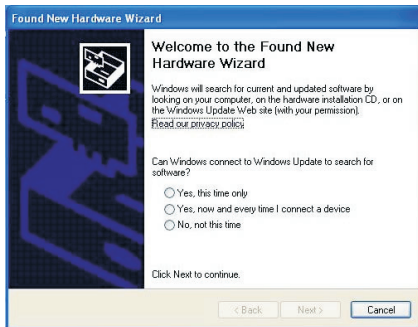 Found New Hardware Wizard
Welcome to the Found New
Hardware Wizard
Windows will search for current and updated software by
looking on your computer, on the hardware installation CD, or on
the Windows Update Web site (with your permission).
Read our privacy policy
Can Windows connect to Windows Update to search for
software?
Yes, this time only
Yes, now and every time I connect a device
No, not this time
Click Next to continue.
< Back
Next >
Cancel